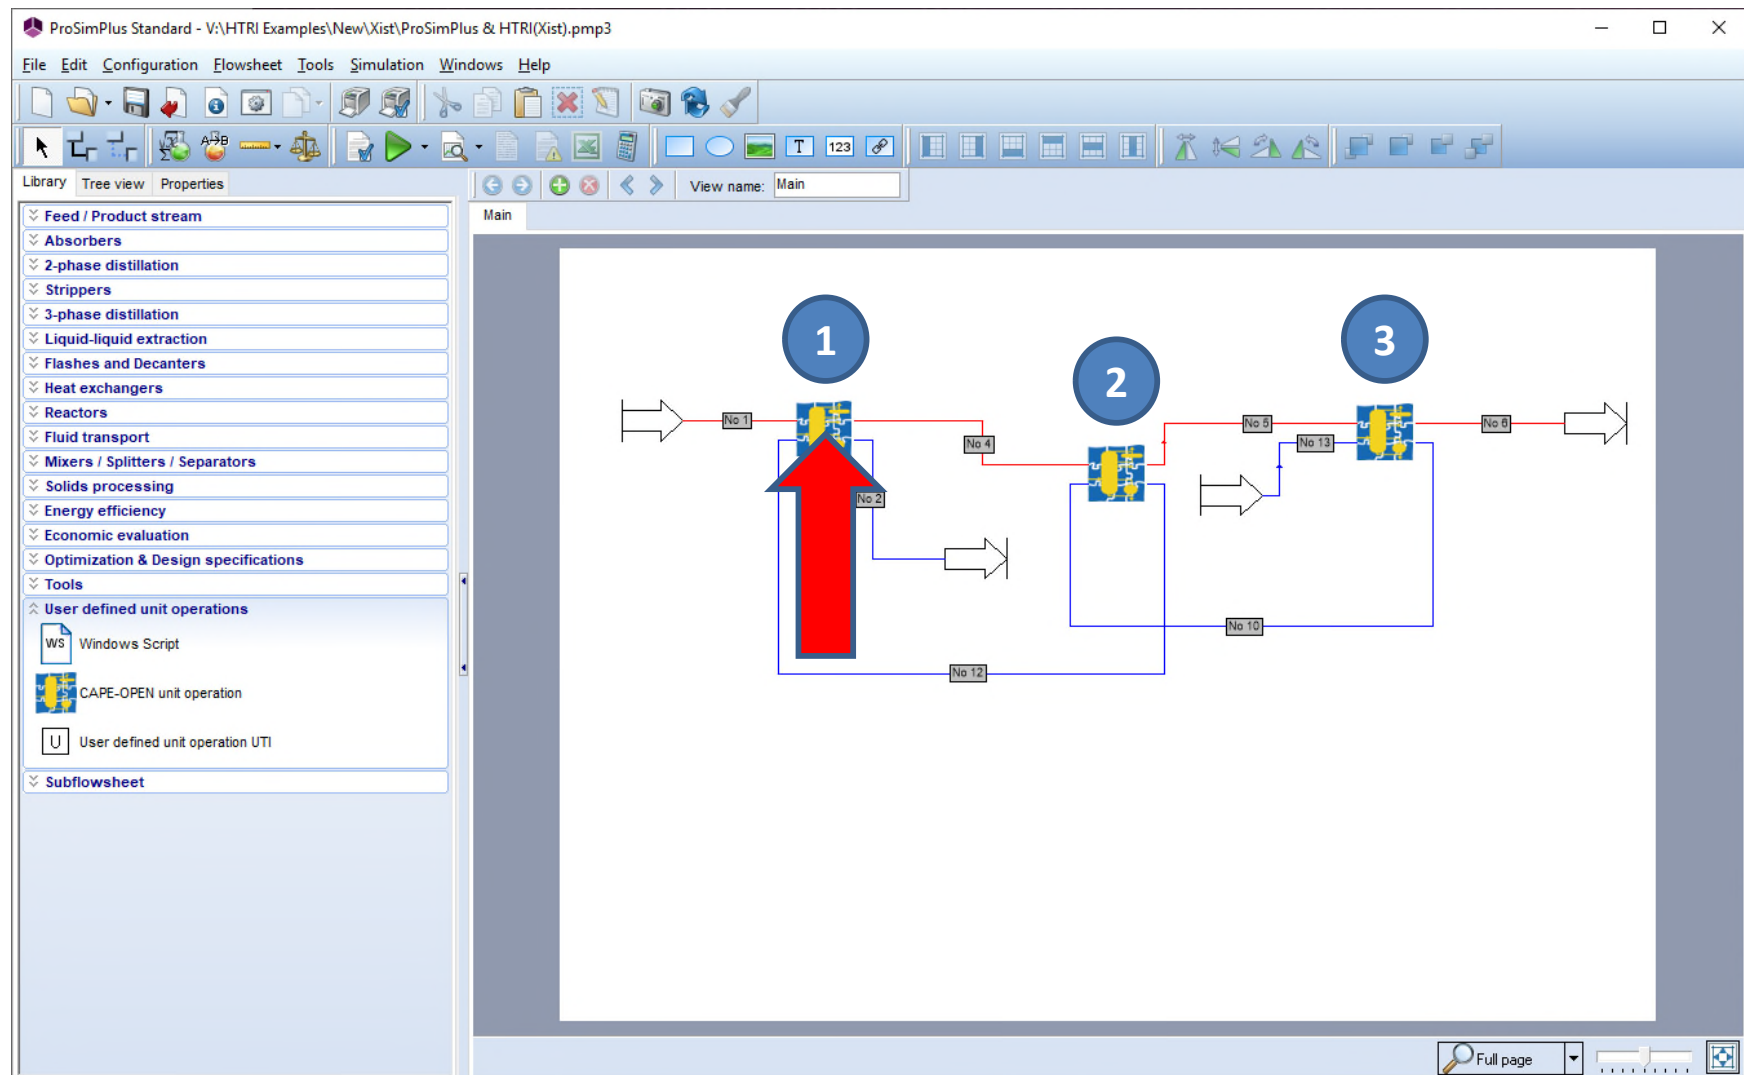 ProSimPlus Standard - V:\HTRI Examples\New\Xist\ProSimPlus & HTRI(Xist).pmp3
File Edit Configuration Flowsheet Tools Simulation Windows Help
A+B
T 123
Library Tree view Properties
View name: Main
Main
Feed / Product stream
Absorbers
2-phase distillation
Strippers
3-phase distillation
Liquid-liquid extraction
Flashes and Decanters
Heat exchangers
Reactors
Fluid transport
Mixers / Splitters / Separators
Solids processing
Energy efficiency
Economic evaluation
Optimization & Design specifications
Tools
User defined unit operations
WS Windows Script
CAPE-OPEN unit operation
U User defined unit operation UTI
Subflowsheet
1
2
3
No 1
No 4
No 5
No 6
No 13
No 2
No 10
No 12
Full page